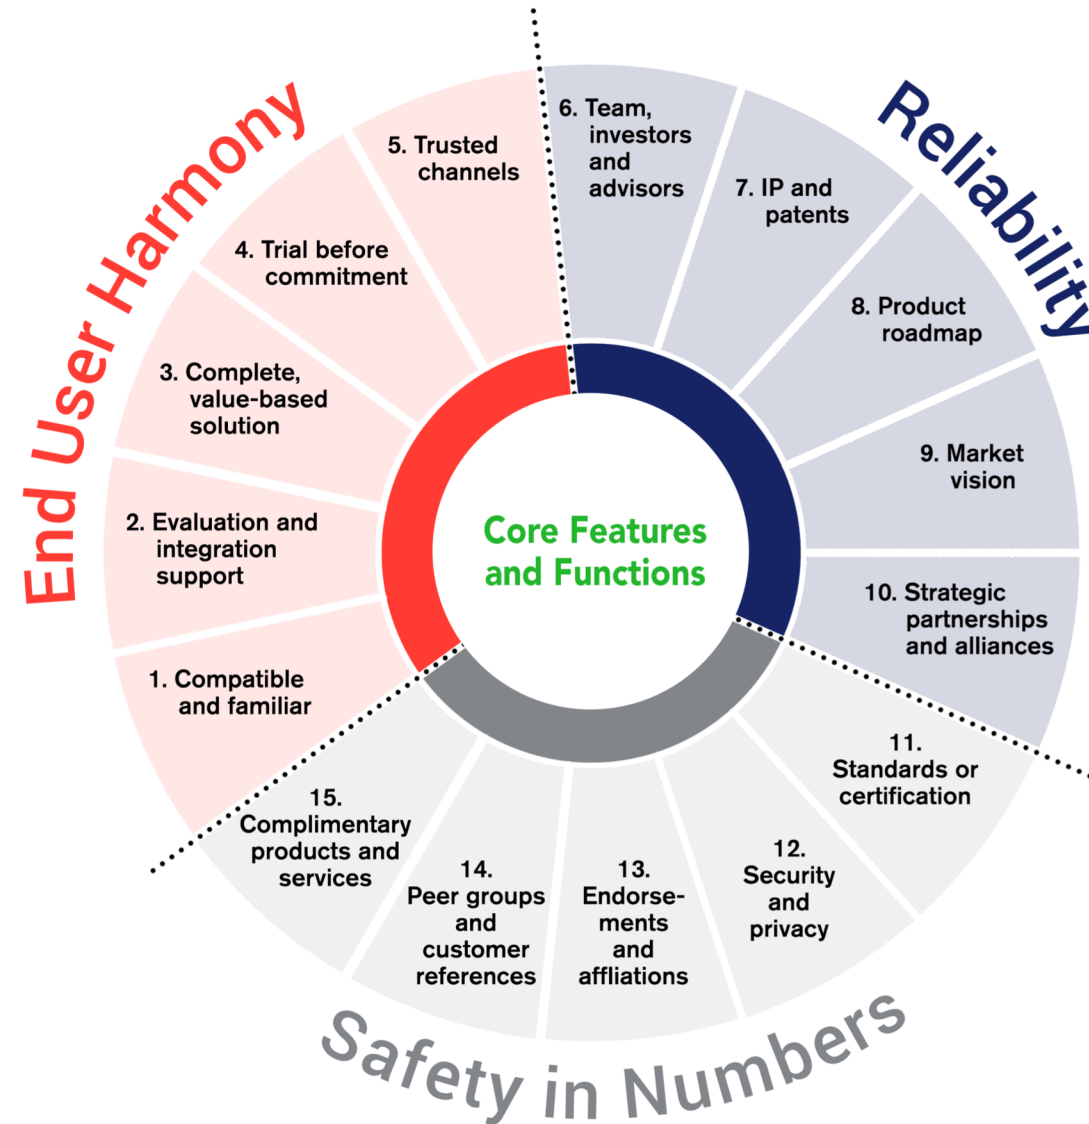 End User Harmony
1. Compatible
and familiar
2. Evaluation and
integration
support
3. Complete,
value-based
solution
4. Trial before
commitment
5. Trusted
channels
Reliability
6. Team,
investors
and
advisors
7. IP and
patents
8. Product
roadmap
9. Market
vision
10. Strategic
partnerships
and alliances
Safety in Numbers
11.
Standards or
certification
12.
Security
and
privacy
13.
Endorse-
ments
and
affliations
14.
Peer groups
and
customer
references
15.
Complimentary
products and
services
Core Features
and Functions